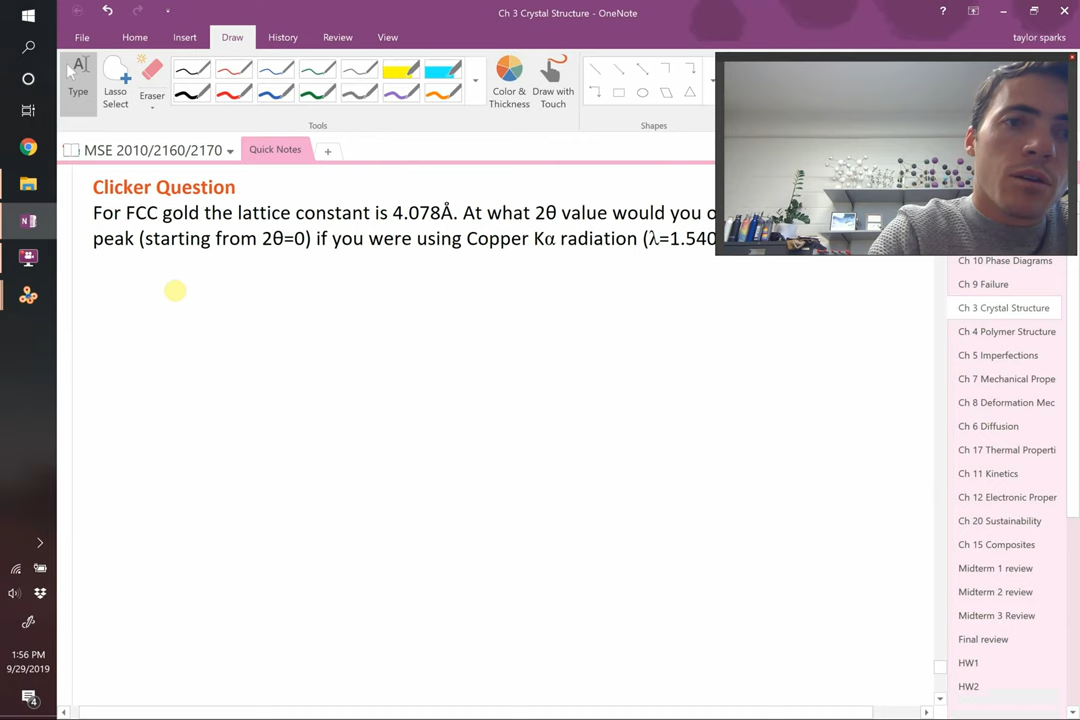 Ch 3 Crystal Structure - OneNote
?
File
Home
Insert
Draw
History
Review
View
taylor sparks
Type
Lasso
Select
Eraser
Color &
Thickness
Draw with
Touch
Tools
Shapes
MSE 2010/2160/2170
Quick Notes
+
Clicker Question
For FCC gold the lattice constant is 4.078Å. At what 2θ value would you
peak (starting from 2θ=0) if you were using Copper Kα radiation (λ=1.540
Ch 10 Phase Diagrams
Ch 9 Failure
Ch 3 Crystal Structure
Ch 4 Polymer Structure
Ch 5 Imperfections
Ch 7 Mechanical Prope
Ch 8 Deformation Mec
Ch 6 Diffusion
Ch 17 Thermal Properti
Ch 11 Kinetics
Ch 12 Electronic Proper
Ch 20 Sustainability
Ch 15 Composites
Midterm 1 review
Midterm 2 review
Midterm 3 Review
Final review
HW1
HW2
1:56 PM
9/29/2019
4